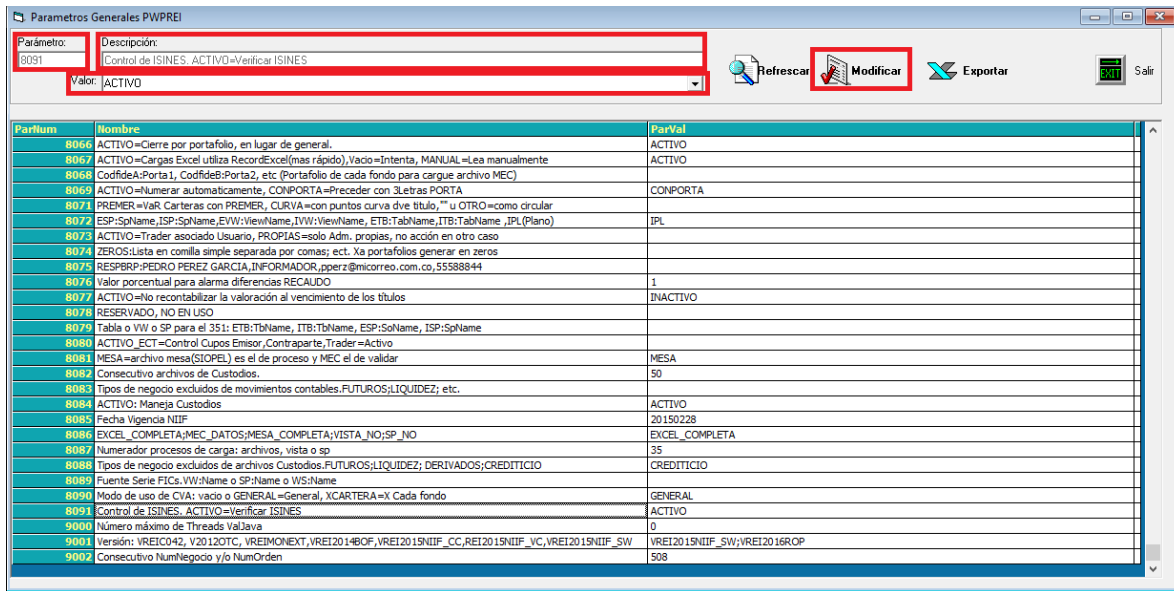 Parametros Generales PWPREI
Parámetro: Descripción:
8091 Control de ISINES. ACTIVO=Verificar ISINES
Valor: ACTIVO
Refrescar Modificar Exportar EXIT Salir
ParNum Nombre ParVal
8066 ACTIVO=Cierre por portafolio, en lugar de general. ACTIVO
8067 ACTIVO=Cargas Excel utiliza RecordExcel(mas rápido),Vacio=Intenta, MANUAL=Lea manualmente ACTIVO
8068 CodfideA:Porta1, CodfideB:Porta2, etc (Portafolio de cada fondo para cargue archivo MEC)
8069 ACTIVO=Numerar automaticamente, CONPORTA=Preceder con 3Letras PORTA CONPORTA
8071 PREMER=VaR Carteras con PREMER, CURVA=con puntos curva dve titulo,"" u OTRO=como circular
8072 ESP:SpName,ISP:SpName,EVW:ViewName,IVW:ViewName, ETB:TabName,ITB:TabName ,IPL(Plano) IPL
8073 ACTIVO=Trader asociado Usuario, PROPIAS=solo Adm. propias, no acción en otro caso
8074 ZEROS:Lista en comilla simple separada por comas; ect. Xa portafolios generar en zeros
8075 RESPBRP:PEDRO PEREZ GARCIA,INFORMADOR,pperz@micorreo.com.co,55588844
8076 Valor porcentual para alarma diferencias RECAUDO 1
8077 ACTIVO=No recontabilizar la valoración al vencimiento de los títulos INACTIVO
8078 RESERVADO, NO EN USO
8079 Tabla o VW o SP para el 351: ETB:TbName, ITB:TbName, ESP:SoName, ISP:SpName
8080 ACTIVO_ECT=Control Cupos Emisor,Contraparte,Trader=Activo
8081 MESA=archivo mesa(SIOPEL) es el de proceso y MEC el de validar MESA
8082 Consecutivo archivos de Custodios. 50
8083 Tipos de negocio excluidos de movimientos contables.FUTUROS;LIQUIDEZ; etc.
8084 ACTIVO: Maneja Custodios ACTIVO
8085 Fecha Vigencia NIIF 20150228
8086 EXCEL_COMPLETA;MEC_DATOS;MESA_COMPLETA;VISTA_NO;SP_NO EXCEL_COMPLETA
8087 Numerador procesos de carga: archivos, vista o sp 35
8088 Tipos de negocio excluidos de archivos Custodios.FUTUROS;LIQUIDEZ; DERIVADOS;CREDITICIO CREDITICIO
8089 Fuente Serie FICs.VW:Name o SP:Name o WS:Name
8090 Modo de uso de CVA: vacio o GENERAL=General, XCARTERA=X Cada fondo GENERAL
8091 Control de ISINES. ACTIVO=Verificar ISINES ACTIVO
9000 Número máximo de Threads ValJava 0
9001 Versión: VREIC042, V2012OTC, VREIMONEXT,VREI2014BOF,VREI2015NIIF_CC,REI2015NIIF_VC,VREI2015NIIF_SW VREI2015NIIF_SW;VREI2016ROP
9002 Consecutivo NumNegocio y/o NumOrden 508